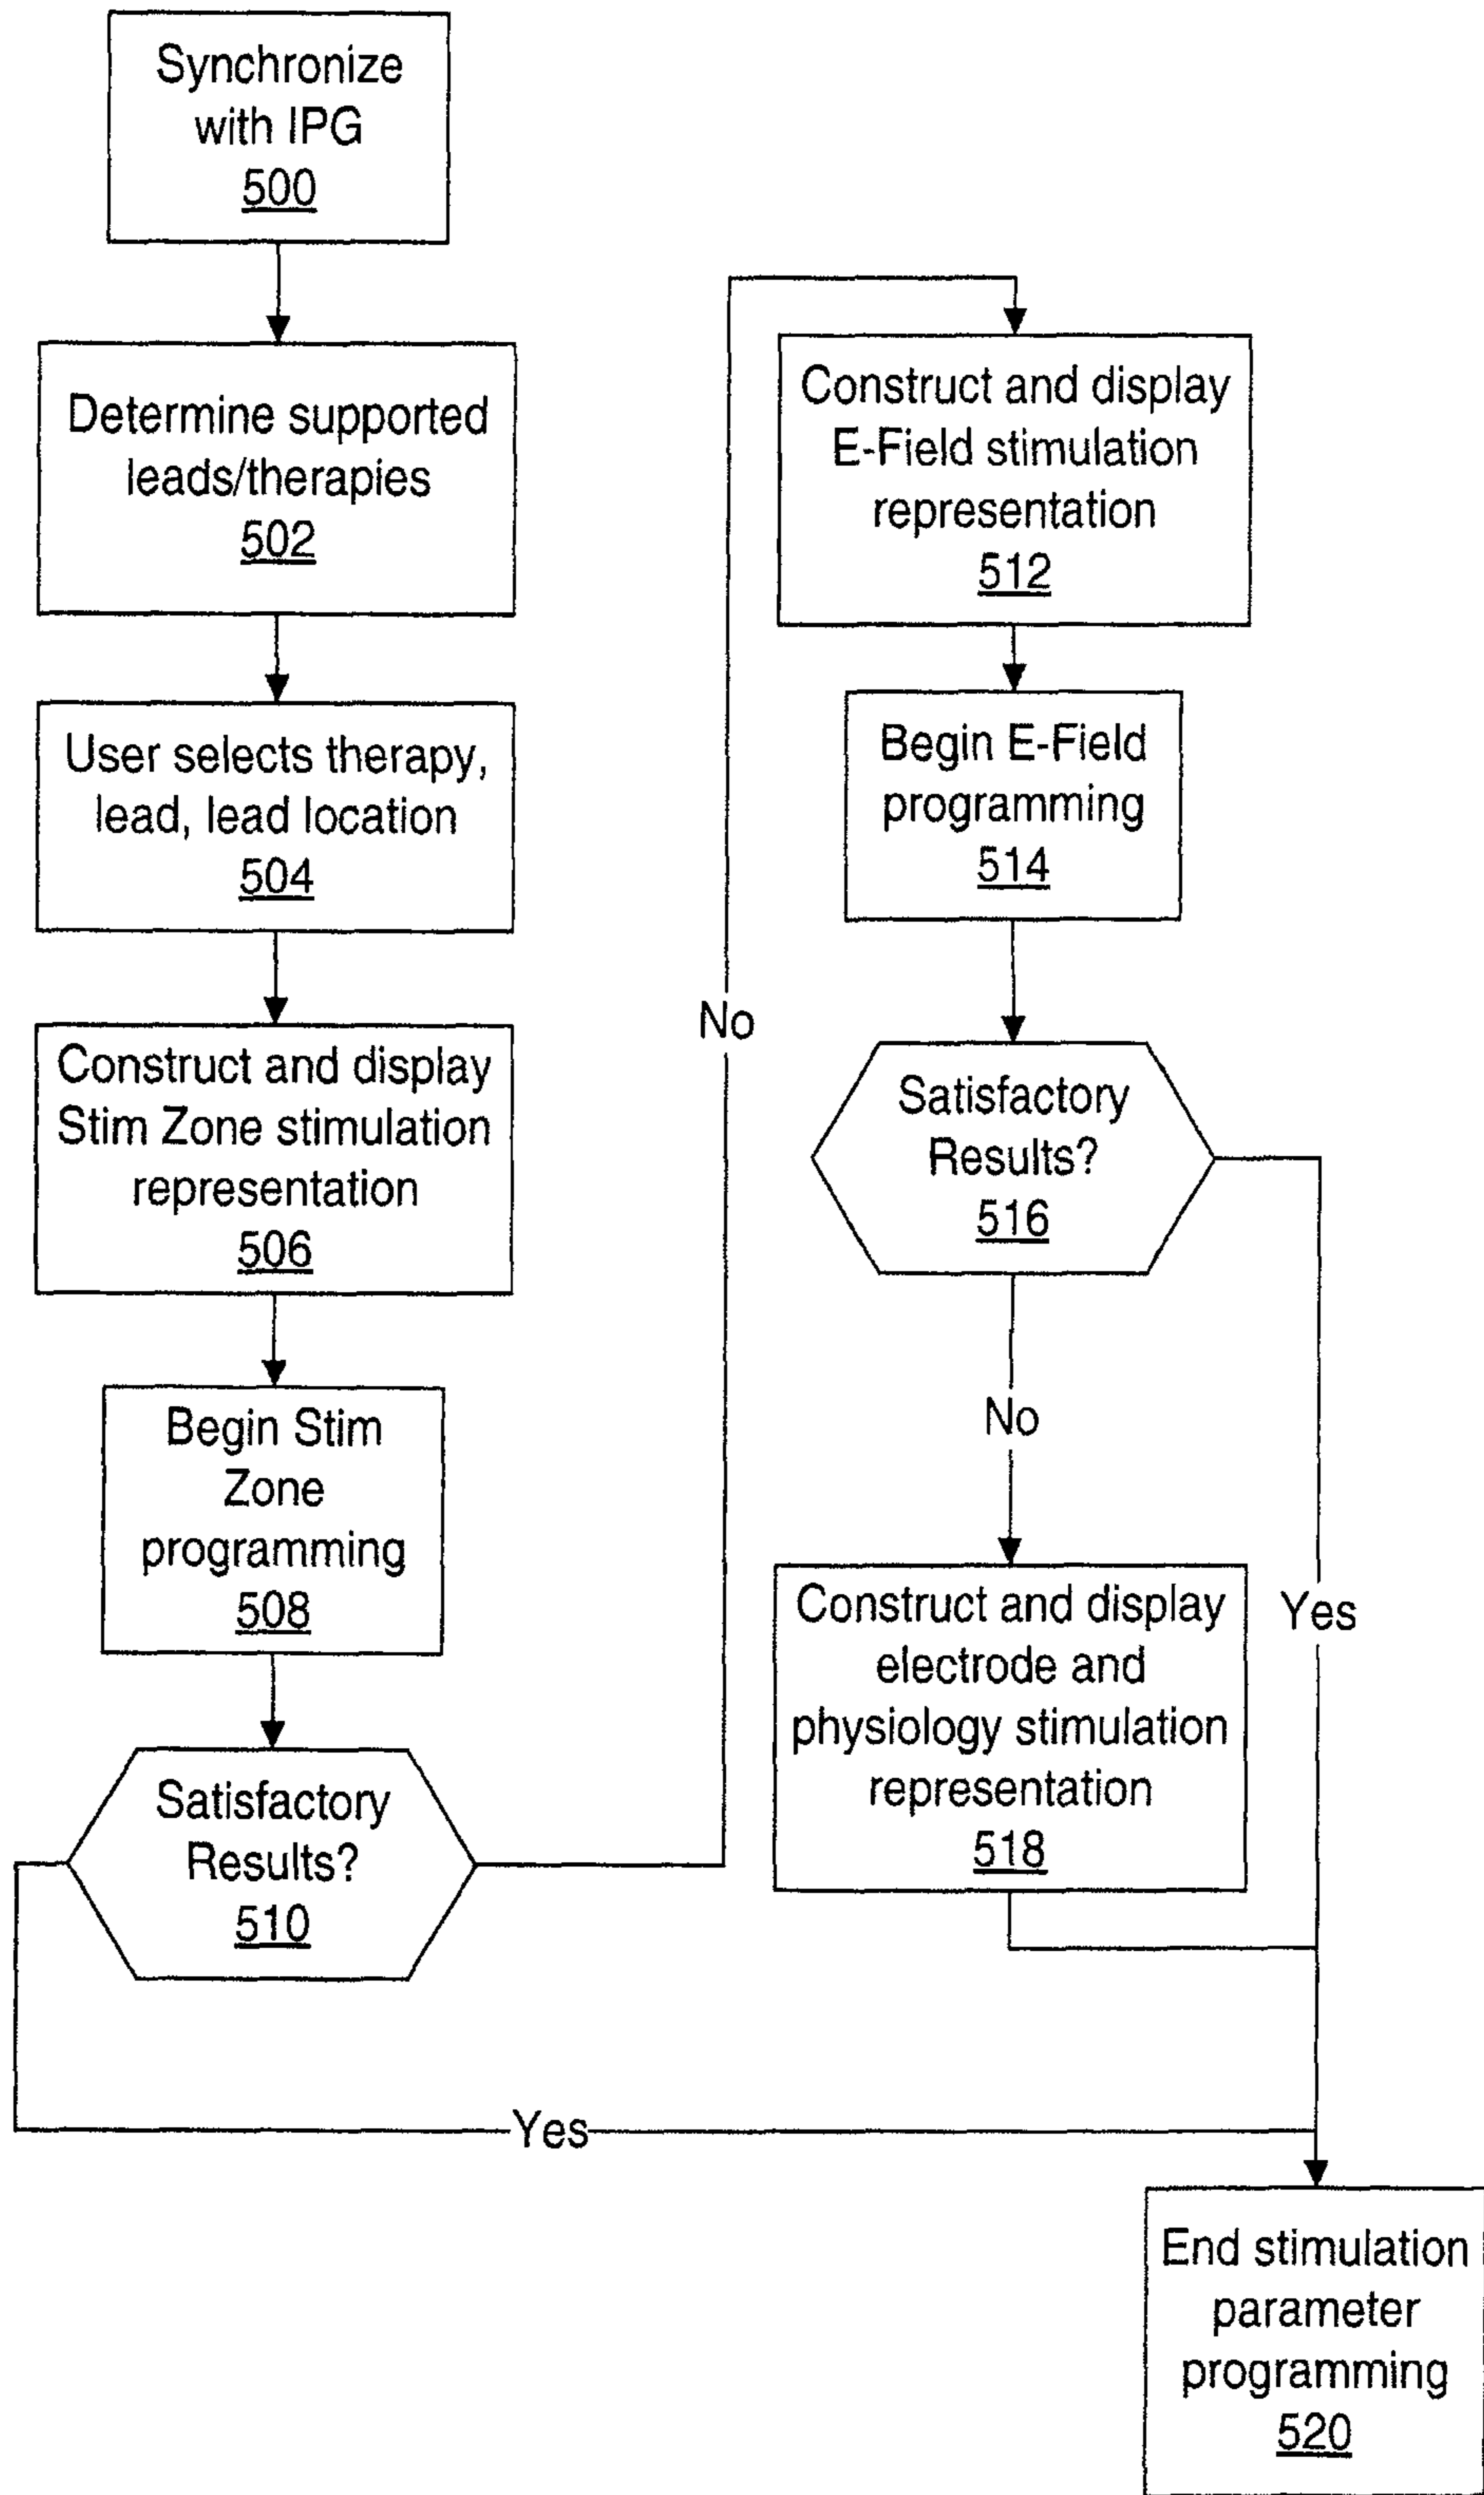 Synchronize
with IPG
500
Determine supported
leads/therapies
502
User selects therapy,
lead, lead location
504
Construct and display
Stim Zone stimulation
representation
506
Begin Stim
Zone
programming
508
Satisfactory
Results?
510
No
Construct and display
E-Field stimulation
representation
512
Begin E-Field
programming
514
Satisfactory
Results?
516
No
Yes
Construct and display
electrode and
physiology stimulation
representation
518
Yes
End stimulation
parameter
programming
520